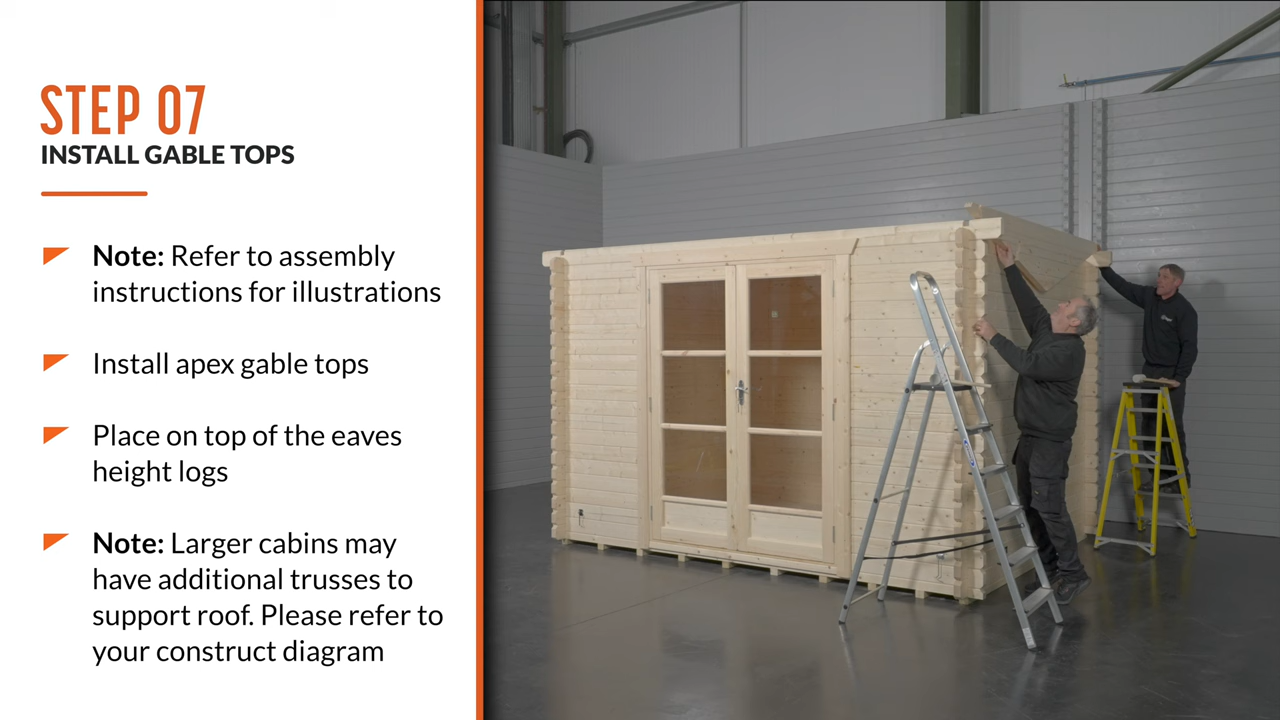 STEP 07
INSTALL GABLE TOPS
Note: Refer to assembly
instructions for illustrations
Install apex gable tops
Place on top of the eaves
height logs
Note: Larger cabins may
have additional trusses to
support roof. Please refer to
your construct diagram